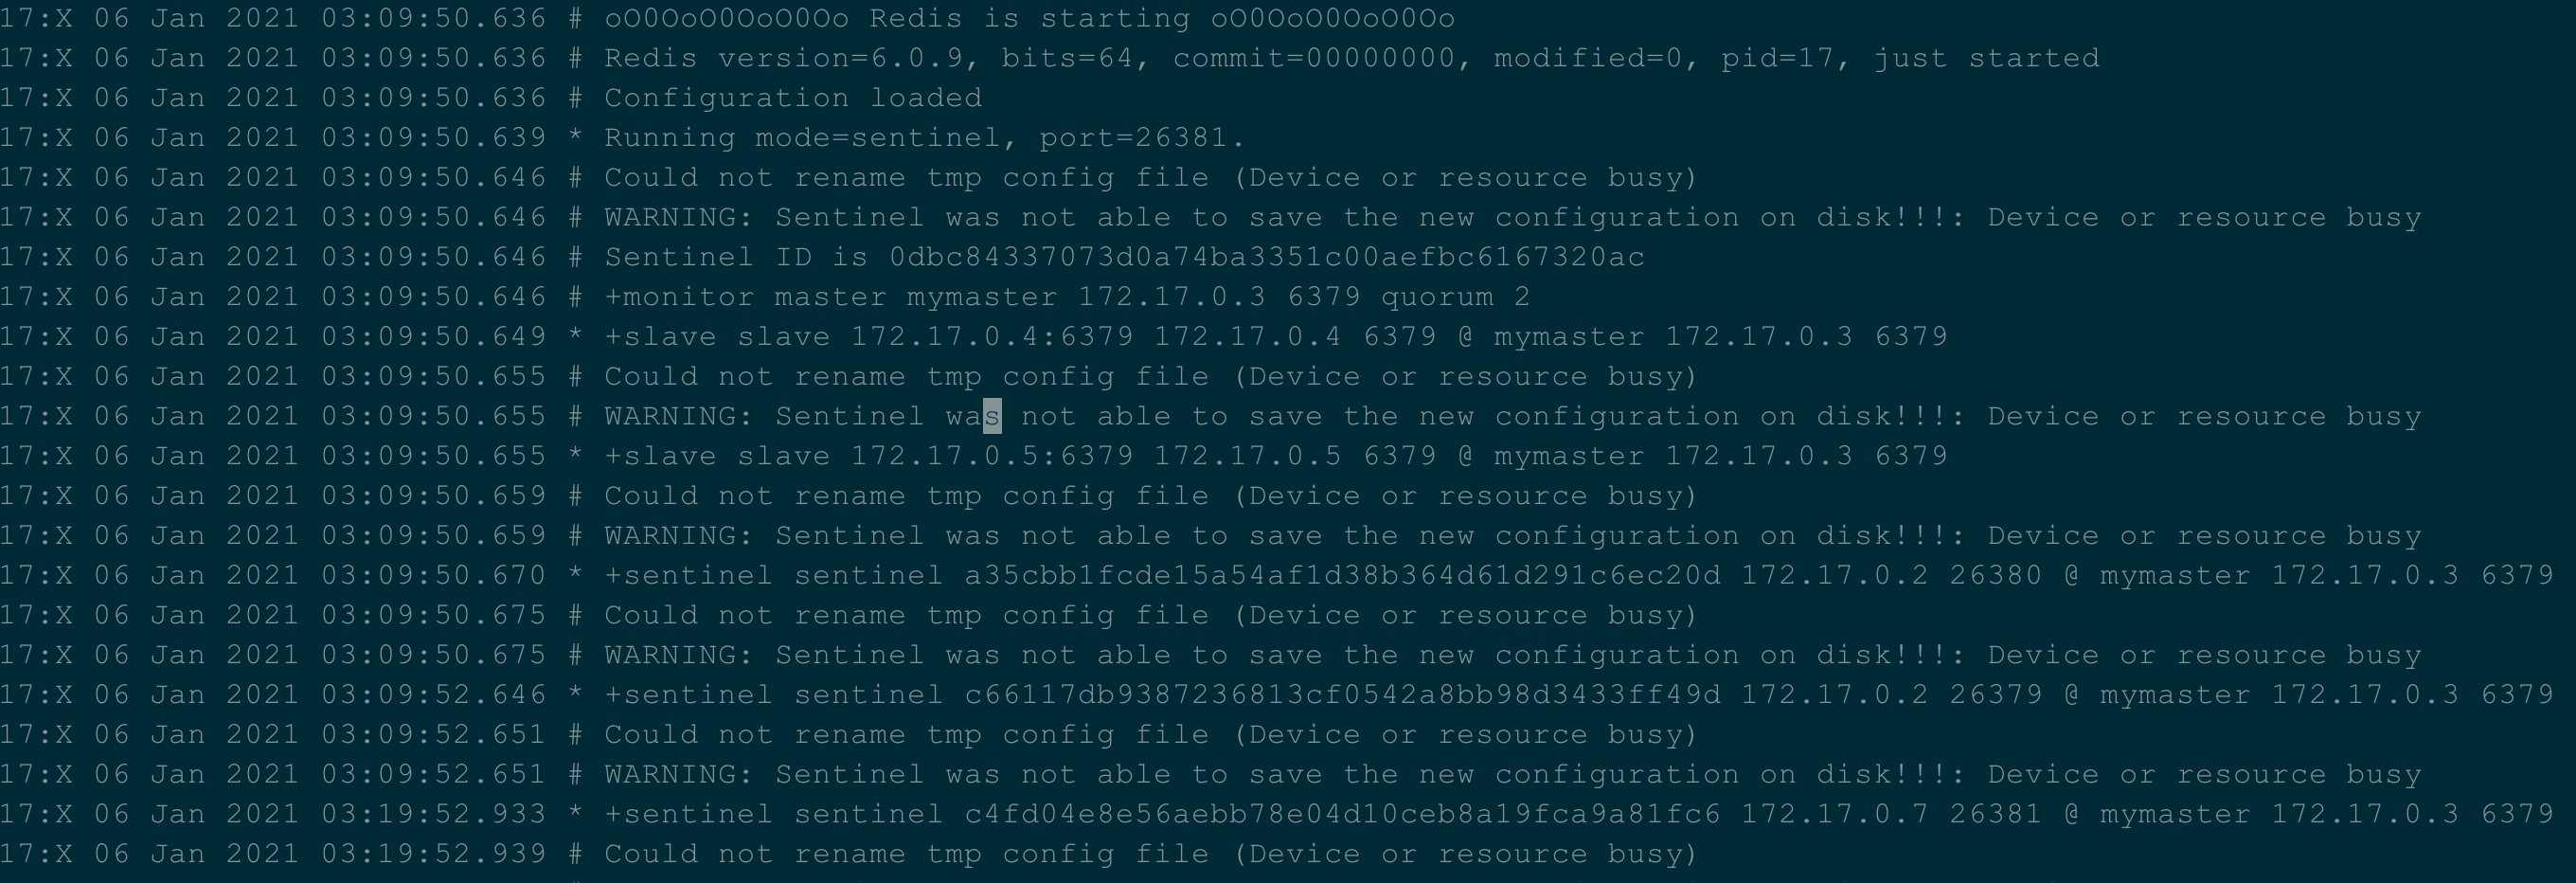 17:X 06 Jan 2021 03:09:50.636 # oO0OoO0OoO0Oo Redis is starting oO0OoO0OoO0Oo
17:X 06 Jan 2021 03:09:50.636 # Redis version=6.0.9, bits=64, commit=00000000, modified=0, pid=17, just started
17:X 06 Jan 2021 03:09:50.636 # Configuration loaded
17:X 06 Jan 2021 03:09:50.639 * Running mode=sentinel, port=26381.
17:X 06 Jan 2021 03:09:50.646 # Could not rename tmp config file (Device or resource busy)
17:X 06 Jan 2021 03:09:50.646 # WARNING: Sentinel was not able to save the new configuration on disk!!!: Device or resource busy
17:X 06 Jan 2021 03:09:50.646 # Sentinel ID is 0dbc84337073d0a74ba3351c00aefbc6167320ac
17:X 06 Jan 2021 03:09:50.646 # +monitor master mymaster 172.17.0.3 6379 quorum 2
17:X 06 Jan 2021 03:09:50.649 * +slave slave 172.17.0.4:6379 172.17.0.4 6379 @ mymaster 172.17.0.3 6379
17:X 06 Jan 2021 03:09:50.655 # Could not rename tmp config file (Device or resource busy)
17:X 06 Jan 2021 03:09:50.655 # WARNING: Sentinel was not able to save the new configuration on disk!!!: Device or resource busy
17:X 06 Jan 2021 03:09:50.655 * +slave slave 172.17.0.5:6379 172.17.0.5 6379 @ mymaster 172.17.0.3 6379
17:X 06 Jan 2021 03:09:50.659 # Could not rename tmp config file (Device or resource busy)
17:X 06 Jan 2021 03:09:50.659 # WARNING: Sentinel was not able to save the new configuration on disk!!!: Device or resource busy
17:X 06 Jan 2021 03:09:50.670 * +sentinel sentinel a35cbb1fcde15a54af1d38b364d61d291c6ec20d 172.17.0.2 26380 @ mymaster 172.17.0.3 6379
17:X 06 Jan 2021 03:09:50.675 # Could not rename tmp config file (Device or resource busy)
17:X 06 Jan 2021 03:09:50.675 # WARNING: Sentinel was not able to save the new configuration on disk!!!: Device or resource busy
17:X 06 Jan 2021 03:09:52.646 * +sentinel sentinel c66117db9387236813cf0542a8bb98d3433ff49d 172.17.0.2 26379 @ mymaster 172.17.0.3 6379
17:X 06 Jan 2021 03:09:52.651 # Could not rename tmp config file (Device or resource busy)
17:X 06 Jan 2021 03:09:52.651 # WARNING: Sentinel was not able to save the new configuration on disk!!!: Device or resource busy
17:X 06 Jan 2021 03:19:52.933 * +sentinel sentinel c4fd04e8e56aebb78e04d10ceb8a19fca9a81fc6 172.17.0.7 26381 @ mymaster 172.17.0.3 6379
17:X 06 Jan 2021 03:19:52.939 # Could not rename tmp config file (Device or resource busy)